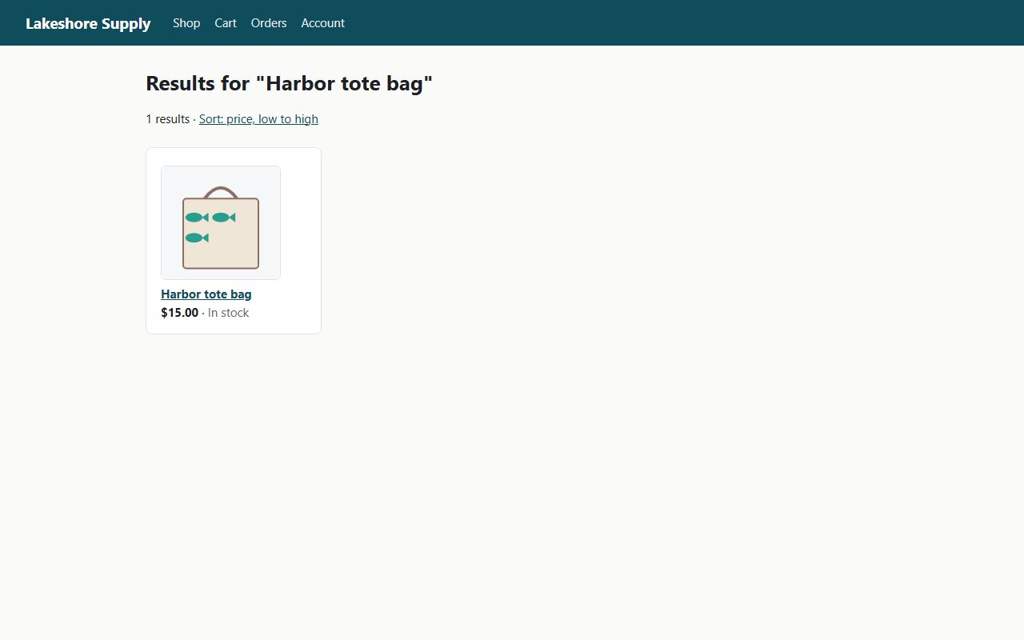 Lakeshore Supply Shop Cart Orders Account
Results for "Harbor tote bag"
1 results · Sort: price, low to high
Harbor tote bag
$15.00 · In stock